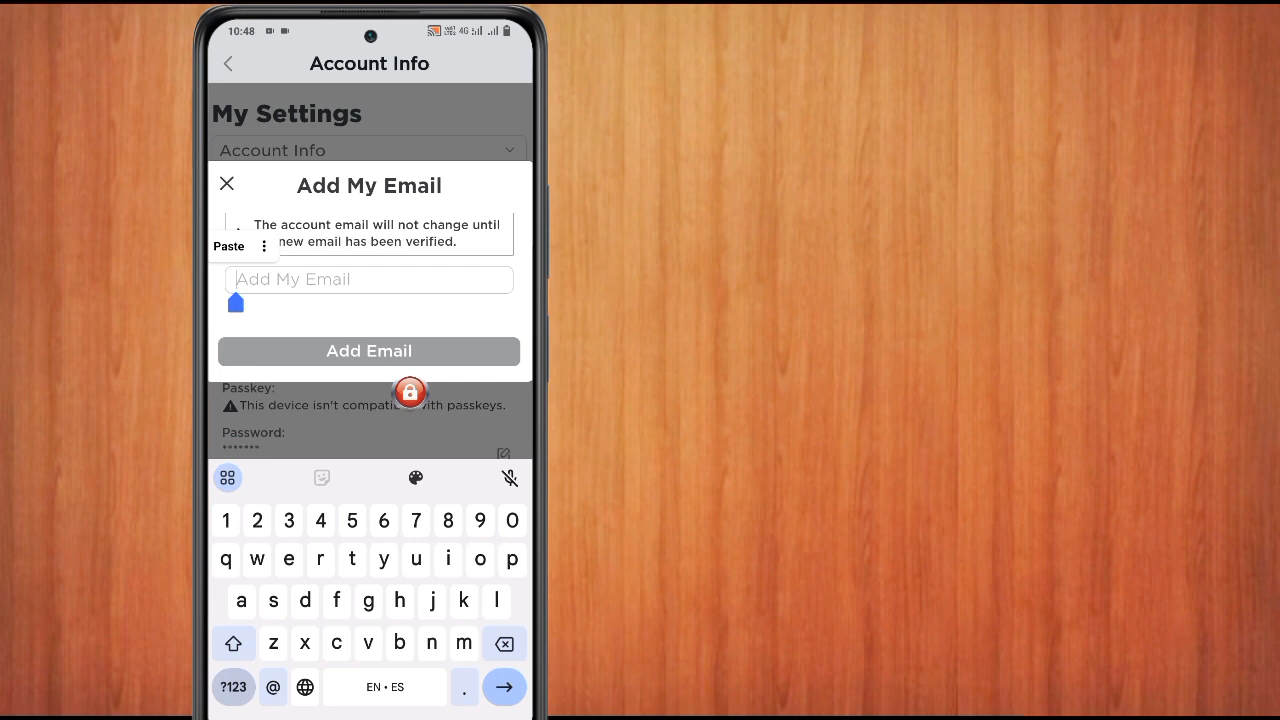 10:48 4G
Account Info
My Settings
Account Info
Add My Email
The account email will not change until
new email has been verified.
Paste
Add My Email
Add Email
Passkey:
This device isn't compati with passkeys.
Password:
*******
1 2 3 4 5 6 7 8 9 0
q w e r t y u i o p
a s d f g h j k l
z x c v b n m
?123 @ EN • ES .